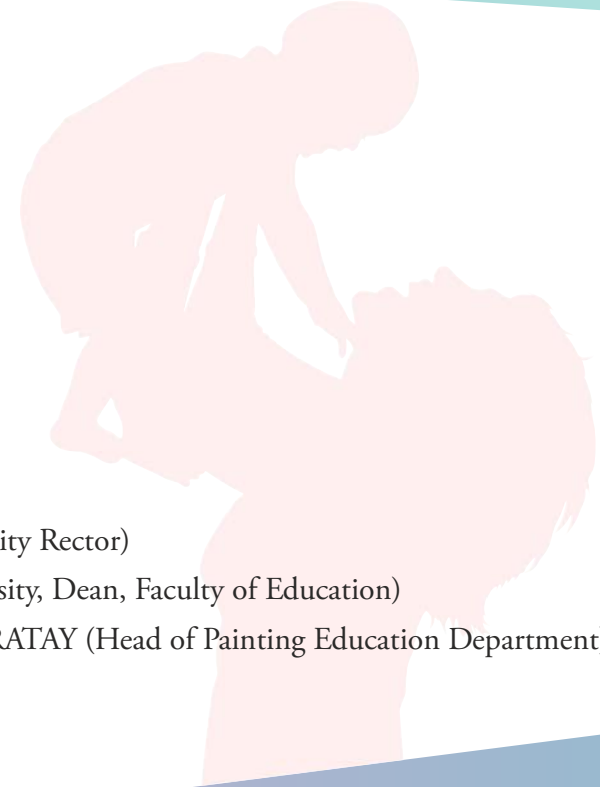 ity Rector)
sity, Dean, Faculty of Education)
RATAY (Head of Painting Education Department)